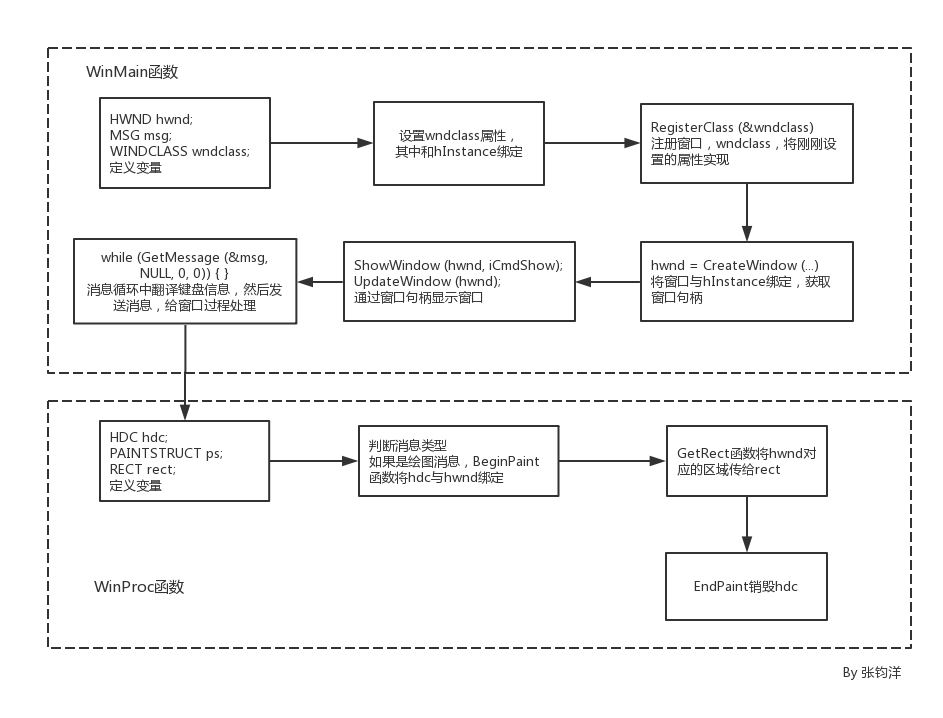 WinMain函数
HWND hwnd;
MSG msg;
WINDCLASS wndclass;
定义变量
设置wndclass属性，
其中和hInstance绑定
RegisterClass (&wndclass)
注册窗口，wndclass，将刚刚设
置的属性实现
hwnd = CreateWindow (...)
将窗口与hInstance绑定，获取
窗口句柄
ShowWindow (hwnd, iCmdShow);
UpdateWindow (hwnd);
通过窗口句柄显示窗口
while (GetMessage (&msg,
NULL, 0, 0)) { }
消息循环中翻译键盘信息，然后发
送消息，给窗口过程处理
HDC hdc;
PAINTSTRUCT ps;
RECT rect;
定义变量
判断消息类型
如果是绘图消息，BeginPaint
函数将hdc与hwnd绑定
GetRect函数将hwnd对
应的区域传给rect
EndPaint销毁hdc
WinProc函数
By 张钧洋